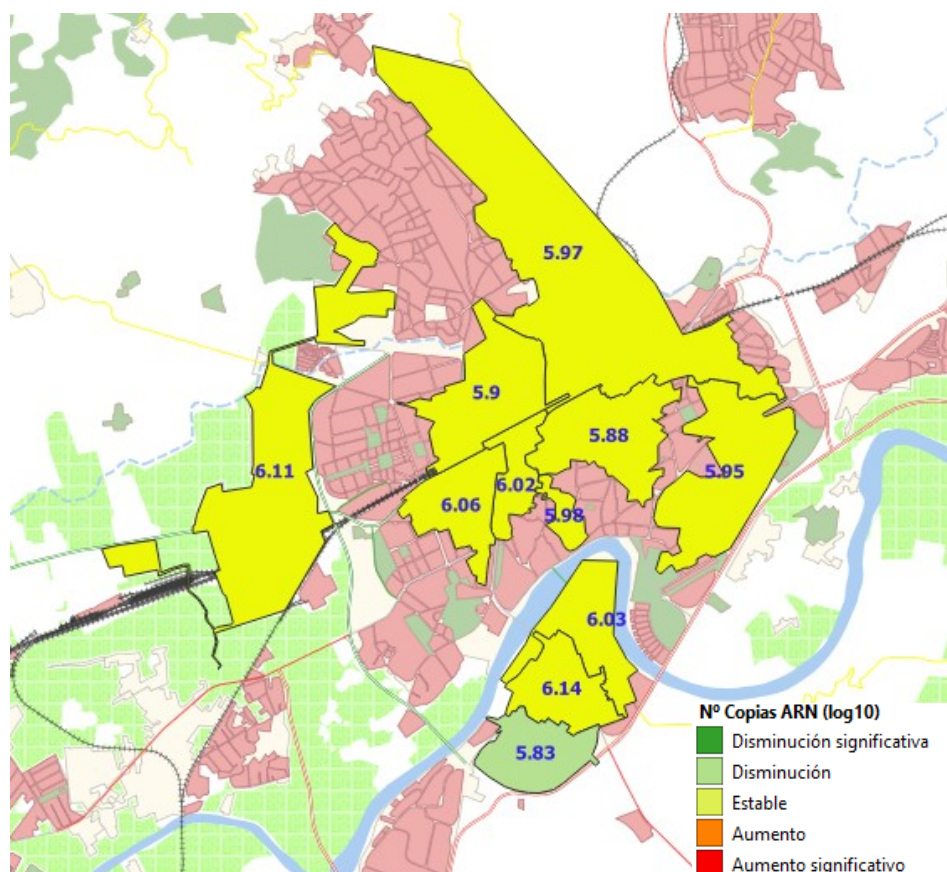 5.97
5.9
5.88
6.11
5.95
6.02
6.06
5.98
6.03
6.14
5.83
Nº Copias ARN (log10)
Disminución significativa
Disminución
Estable
Aumento
Aumento significativo